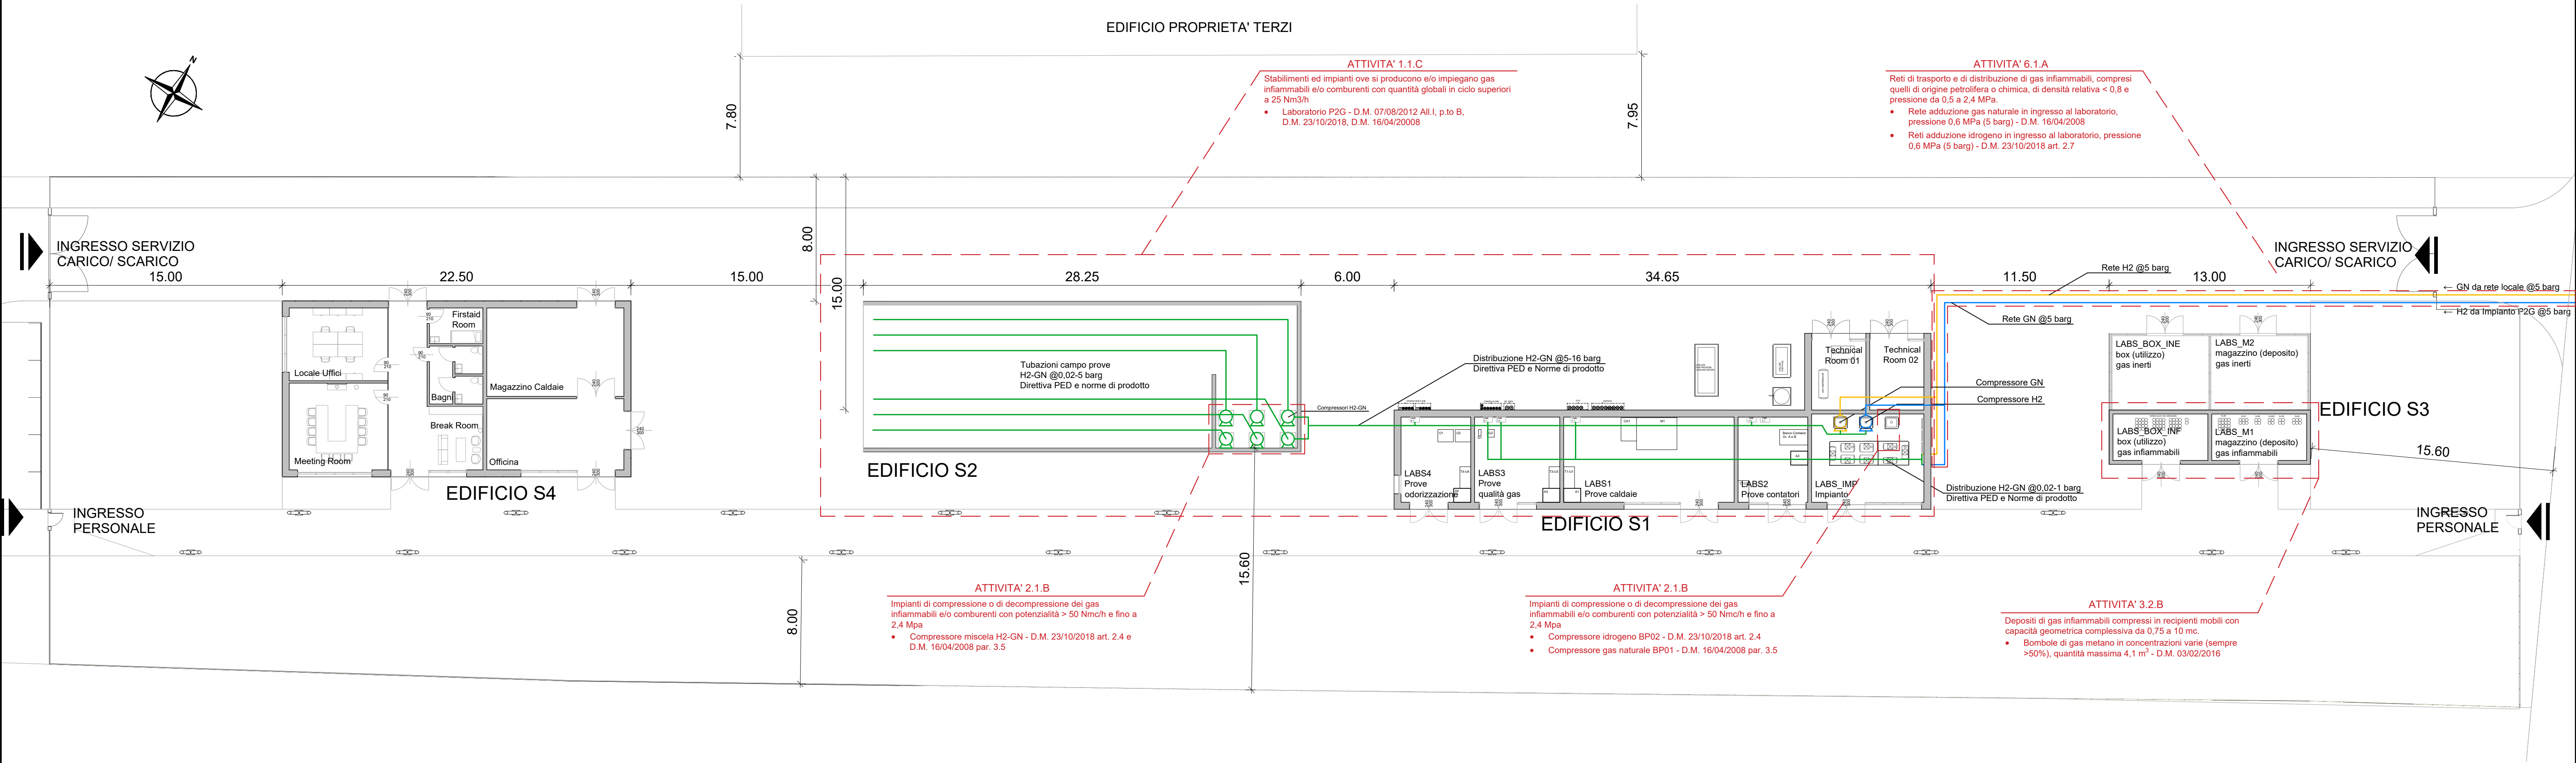 EDIFICIO PROPRIETA' TERZI
N
7.80
7.95
ATTIVITA' 1.1.C
Stabilimenti ed impianti ove si producono e/o impiegano gas
infiammabili e/o comburenti con quantità globali in ciclo superiori
a 25 Nm3/h
• Laboratorio P2G - D.M. 07/08/2012 All.I, p.to B,
D.M. 23/10/2018, D.M. 16/04/20008
ATTIVITA' 6.1.A
Reti di trasporto e di distribuzione di gas infiammabili, compresi
quelli di origine petrolifera o chimica, di densità relativa < 0,8 e
pressione da 0,5 a 2,4 MPa.
• Rete adduzione gas naturale in ingresso al laboratorio,
pressione 0,6 MPa (5 barg) - D.M. 16/04/2008
• Reti adduzione idrogeno in ingresso al laboratorio, pressione
0,6 MPa (5 barg) - D.M. 23/10/2018 art. 2.7
INGRESSO SERVIZIO
CARICO/ SCARICO
INGRESSO SERVIZIO
CARICO/ SCARICO
15.00
22.50
15.00
8.00
15.00
28.25
6.00
34.65
11.50
13.00
Rete H2 @5 barg
← GN da rete locale @5 barg
Rete GN @5 barg
← H2 da Impianto P2G @5 barg
Firstaid
Room
Locale Uffici
Bagni
Magazzino Caldaie
Meeting Room
Break Room
Officina
EDIFICIO S4
Tubazioni campo prove
H2-GN @0,02-5 barg
Direttiva PED e norme di prodotto
Compressori H2-GN
EDIFICIO S2
Distribuzione H2-GN @5-16 barg
Direttiva PED e Norme di prodotto
Technical
Room 01
Technical
Room 02
Compressore GN
Compressore H2
LABS4
Prove
odorizzazione
LABS3
Prove
qualità gas
LABS1
Prove caldaie
LABS2
Prove contatori
LABS_IMP
Impianto
Distribuzione H2-GN @0,02-1 barg
Direttiva PED e Norme di prodotto
EDIFICIO S1
LABS_BOX_INE
box (utilizzo)
gas inerti
LABS_M2
magazzino (deposito)
gas inerti
LABS_BOX_INF
box (utilizzo)
gas infiammabili
LABS_M1
magazzino (deposito)
gas infiammabili
EDIFICIO S3
15.60
INGRESSO
PERSONALE
INGRESSO
PERSONALE
8.00
15.60
ATTIVITA' 2.1.B
Impianti di compressione o di decompressione dei gas
infiammabili e/o comburenti con potenzialità > 50 Nmc/h e fino a
2,4 Mpa
• Compressore miscela H2-GN - D.M. 23/10/2018 art. 2.4 e
D.M. 16/04/2008 par. 3.5
ATTIVITA' 2.1.B
Impianti di compressione o di decompressione dei gas
infiammabili e/o comburenti con potenzialità > 50 Nmc/h e fino a
2,4 Mpa
• Compressore idrogeno BP02 - D.M. 23/10/2018 art. 2.4
• Compressore gas naturale BP01 - D.M. 16/04/2008 par. 3.5
ATTIVITA' 3.2.B
Depositi di gas infiammabili compressi in recipienti mobili con
capacità geometrica complessiva da 0,75 a 10 mc.
• Bombole di gas metano in concentrazioni varie (sempre
>50%), quantità massima 4,1 m³ - D.M. 03/02/2016